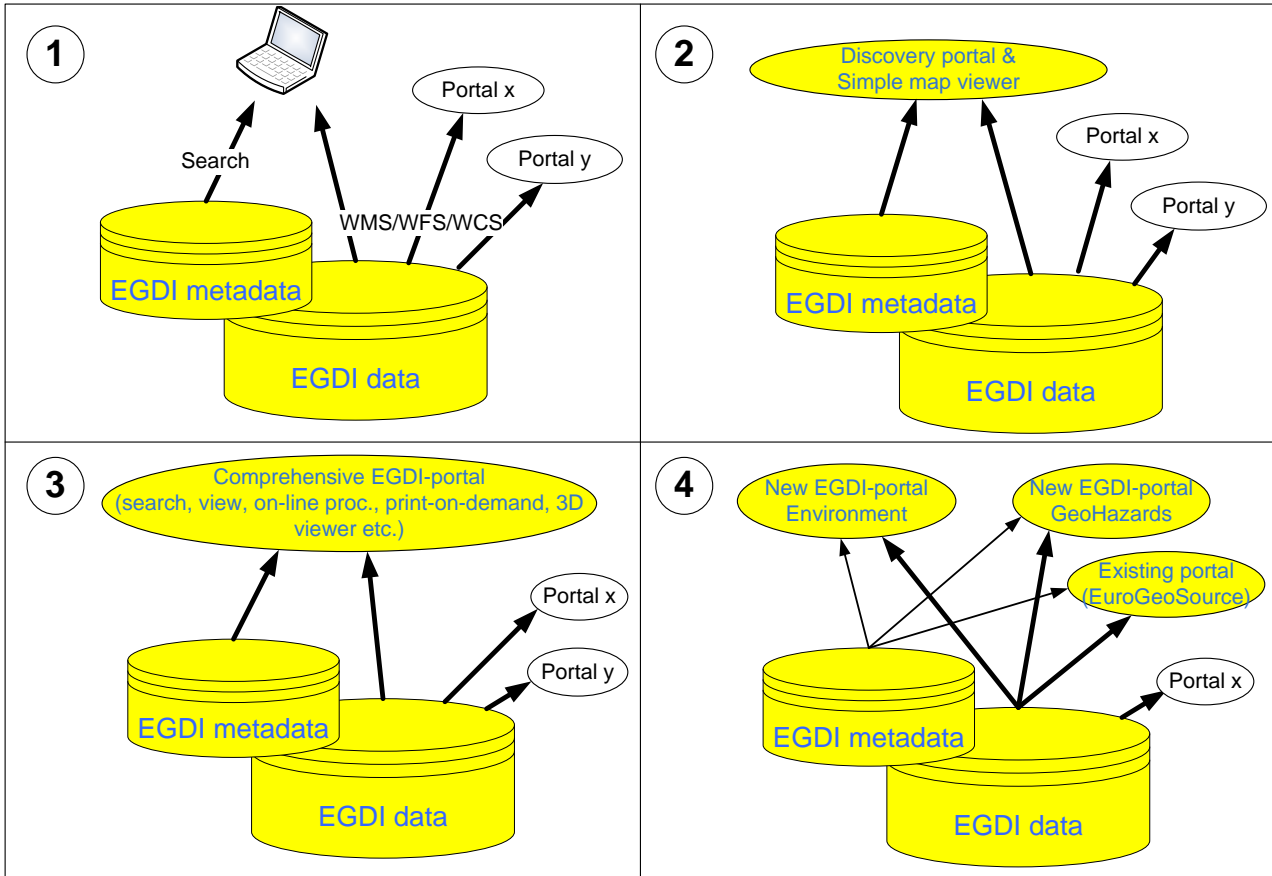 1
Portal x
Portal y
Search
WMS/WFS/WCS
EGDI metadata
EGDI data
2
Discovery portal &
Simple map viewer
Portal x
Portal y
EGDI metadata
EGDI data
3
Comprehensive EGDI-portal
(search, view, on-line proc., print-on-demand, 3D
viewer etc.)
Portal x
Portal y
EGDI metadata
EGDI data
4
New EGDI-portal
Environment
New EGDI-portal
GeoHazards
Existing portal
(EuroGeoSource)
Portal x
EGDI metadata
EGDI data